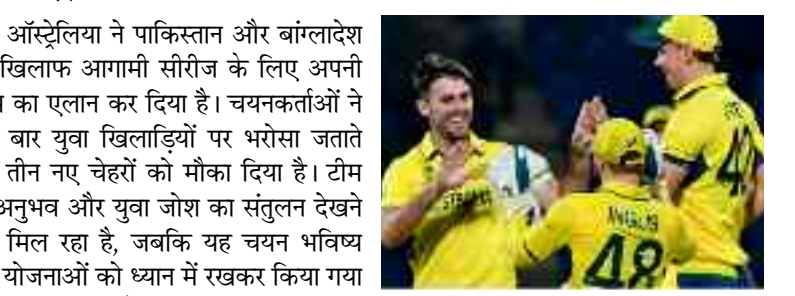 ऑस्ट्रेलिया ने पाकिस्तान और बांग्लादेश
खिलाफ आगामी सीरीज के लिए अपनी
का एलान कर दिया है। चयनकर्ताओं ने
बार युवा खिलाड़ियों पर भरोसा जताते
तीन नए चेहरों को मौका दिया है। टीम
अनुभव और युवा जोश का संतुलन देखने
मिल रहा है, जबकि यह चयन भविष्य
योजनाओं को ध्यान में रखकर किया गया
48